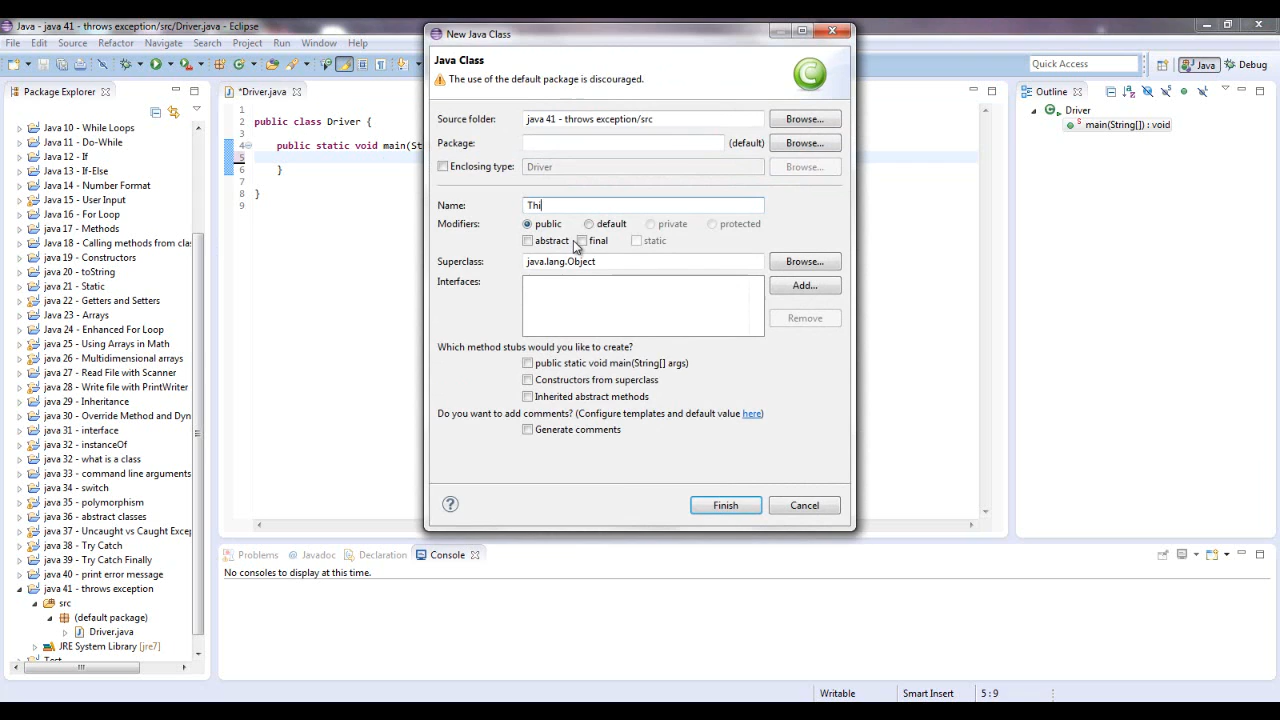 Java - java 41 - throws exception/src/Driver.java - Eclipse
File Edit Source Refactor Navigate Search Project Run Window Help
Quick Access
Java
Debug
Package Explorer
Java 10 - While Loops
Java 11 - Do-While
Java 12 - If
Java 13 - If-Else
Java 14 - Number Format
Java 15 - User Input
Java 16 - For Loop
Java 17 - Methods
Java 18 - Calling methods from clas
java 19 - Constructors
java 20 - toString
java 21 - Static
java 22 - Getters and Setters
Java 23 - Arrays
Java 24 - Enhanced For Loop
java 25 - Using Arrays in Math
java 26 - Multidimensional arrays
java 27 - Read File with Scanner
java 28 - Write file with PrintWriter
java 29 - Inheritance
java 30 - Override Method and Dyn
java 31 - interface
java 32 - instanceOf
java 32 - what is a class
java 33 - command line arguments
java 34 - switch
java 35 - polymorphism
java 36 - abstract classes
java 37 - Uncaught vs Caught Excep
java 38 - Try Catch
java 39 - Try Catch Finally
java 40 - print error message
java 41 - throws exception
src
(default package)
Driver.java
JRE System Library [jre7]
Test
*Driver.java
1
2 public class Driver {
3
4 public static void main(St
5
6 }
7
8 }
9
New Java Class
Java Class
The use of the default package is discouraged.
C
Source folder: java 41 - throws exception/src Browse...
Package: (default) Browse...
Enclosing type: Driver Browse...
Name: Thi
Modifiers: public default private protected
abstract final static
Superclass: java.lang.Object Browse...
Interfaces: Add...
Remove
Which method stubs would you like to create?
public static void main(String[] args)
Constructors from superclass
Inherited abstract methods
Do you want to add comments? (Configure templates and default value here)
Generate comments
?
Finish Cancel
Outline
Driver
main(String[]) : void
Problems @ Javadoc Declaration Console
No consoles to display at this time.
Writable Smart Insert 5 : 9